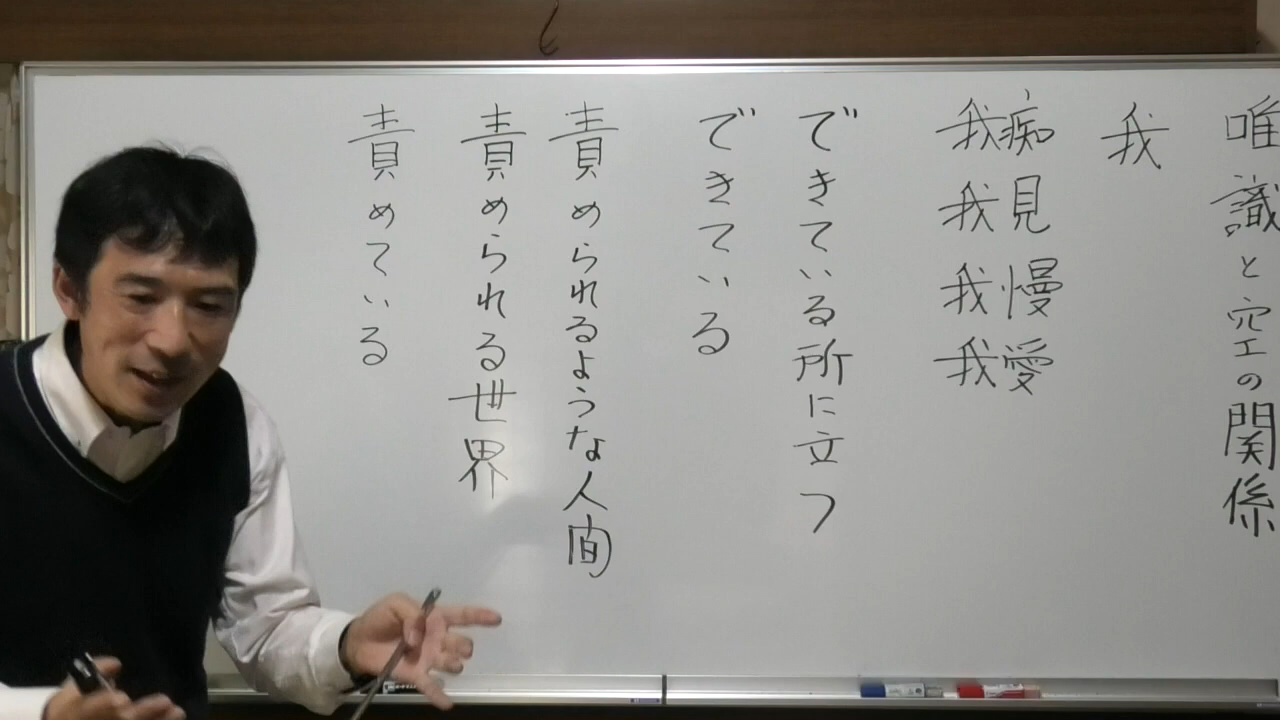 唯識と空の関係
我
我痴
我見
我慢
我愛
できている所に立つ
できている
責められるような人間
責められる世界
責めている